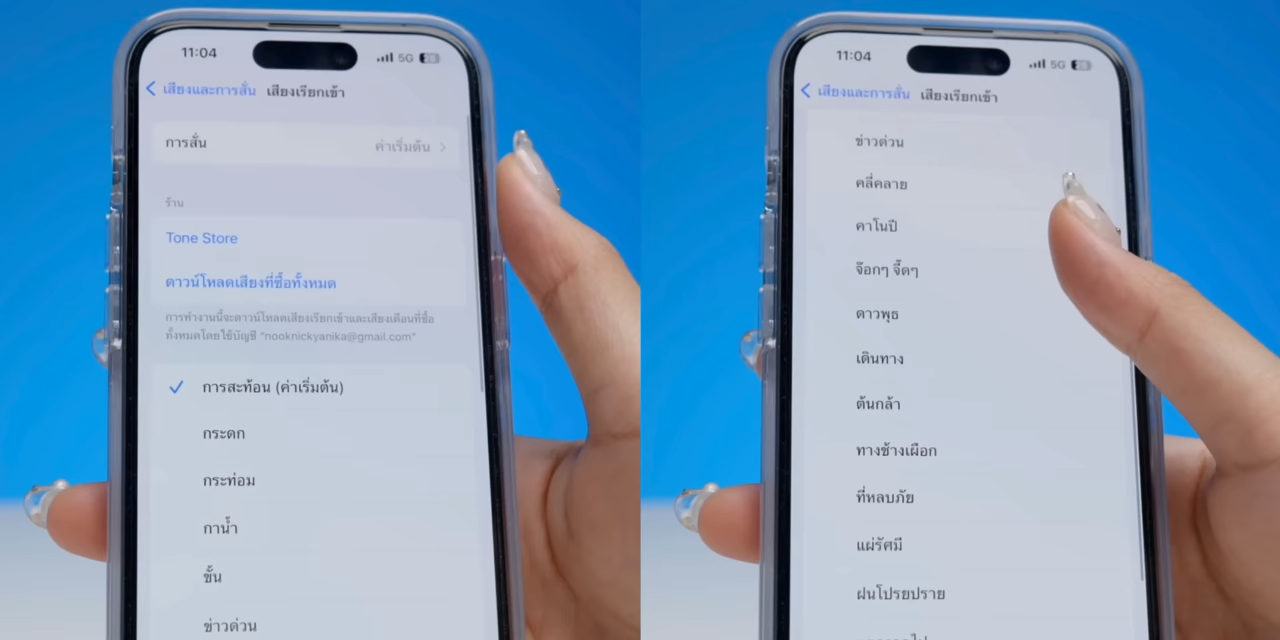 11:04
5G
เสียงและการสั่น เสียงเรียกเข้า
การสั่น ค่าเริ่มต้น
ร้าน
Tone Store
ดาวน์โหลดเสียงที่ซื้อทั้งหมด
การทำงานนี้จะดาวน์โหลดเสียงเรียกเข้าและเสียงเตือนที่ซื้อ
ทั้งหมดโดยใช้บัญชี "nooknickyanika@gmail.com"
การสะท้อน (ค่าเริ่มต้น)
กระดก
กระท่อม
กาน้ำ
ขั้น
ข่าวด่วน
11:04
5G
เสียงและการสั่น เสียงเรียกเข้า
ข่าวด่วน
คลี่คลาย
คาโนปี
จ๊อกๆ จี๊ดๆ
ดาวพุธ
เดินทาง
ต้นกล้า
ทางช้างเผือก
ที่หลบภัย
แผ่รัศมี
ฝนโปรยปราย